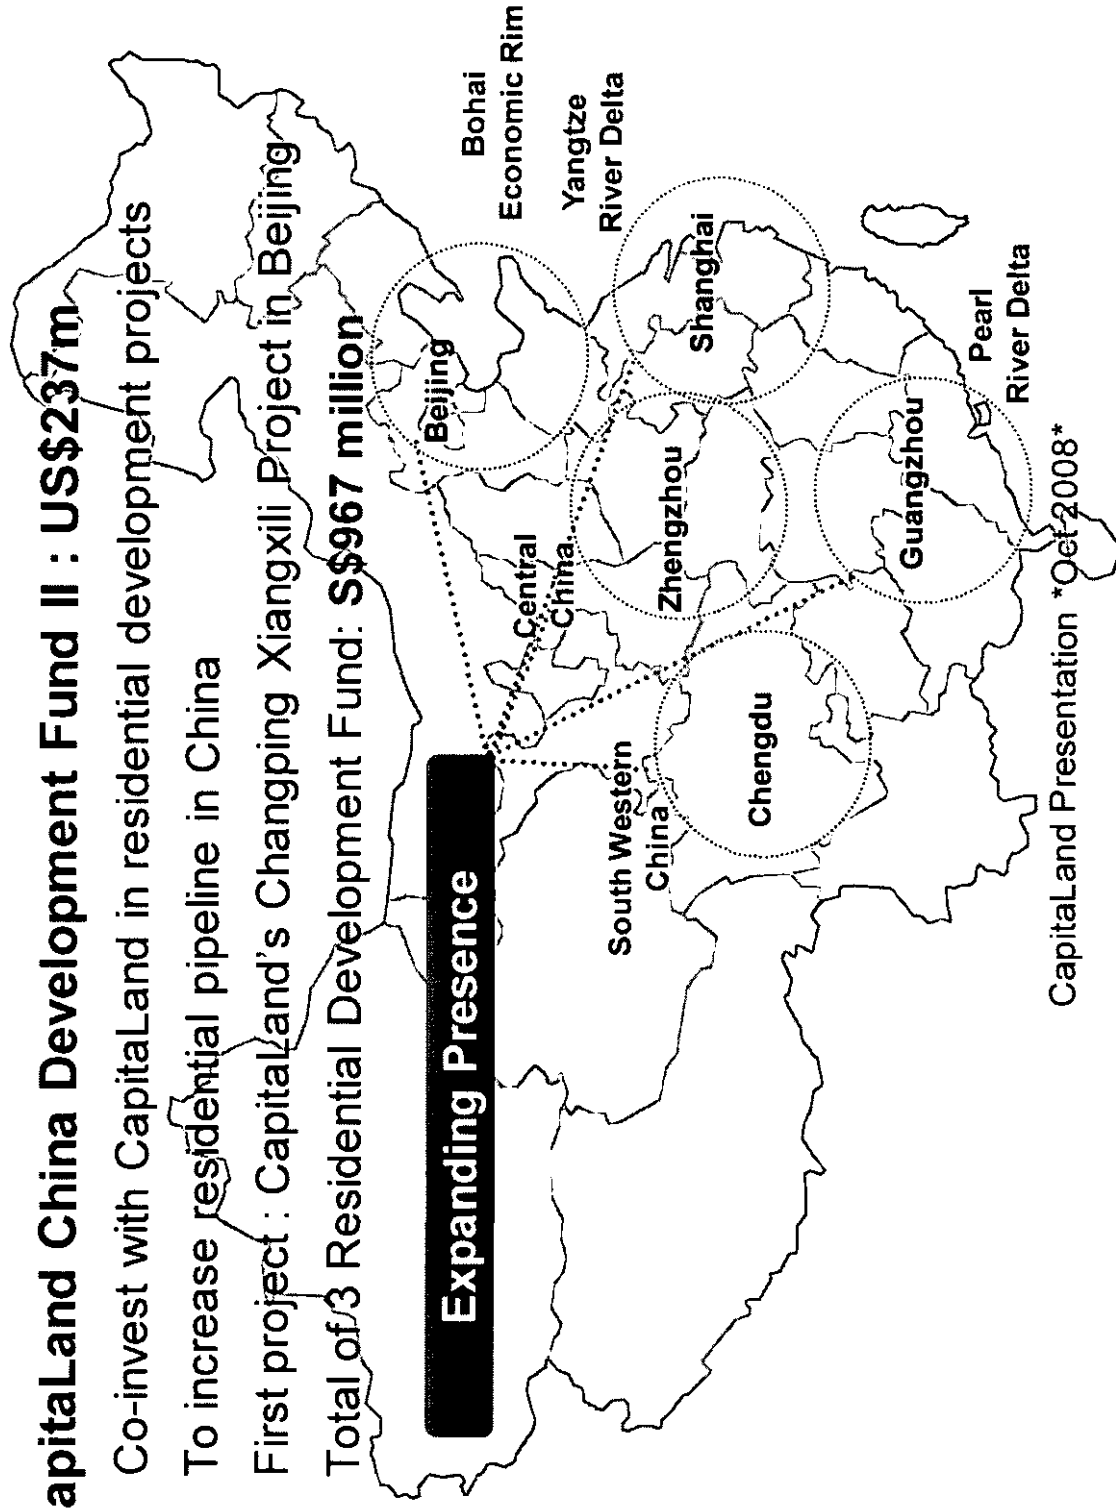 apitaLand China Development Fund II : US$237m
Co-invest with CapitaLand in residential development projects
To increase residential pipeline in China
First project : CapitaLand's Changping Xiangxili Project in Beijing
Total of 3 Residential Development Fund: S$967 million
Expanding Presence
Beijing
Bohai
Economic Rim
Central
China
Yangtze
River Delta
South Western
China
Zhengzhou
Shanghai
Chengdu
Guangzhou
Pearl
River Delta
CapitaLand Presentation *Oct 2008*